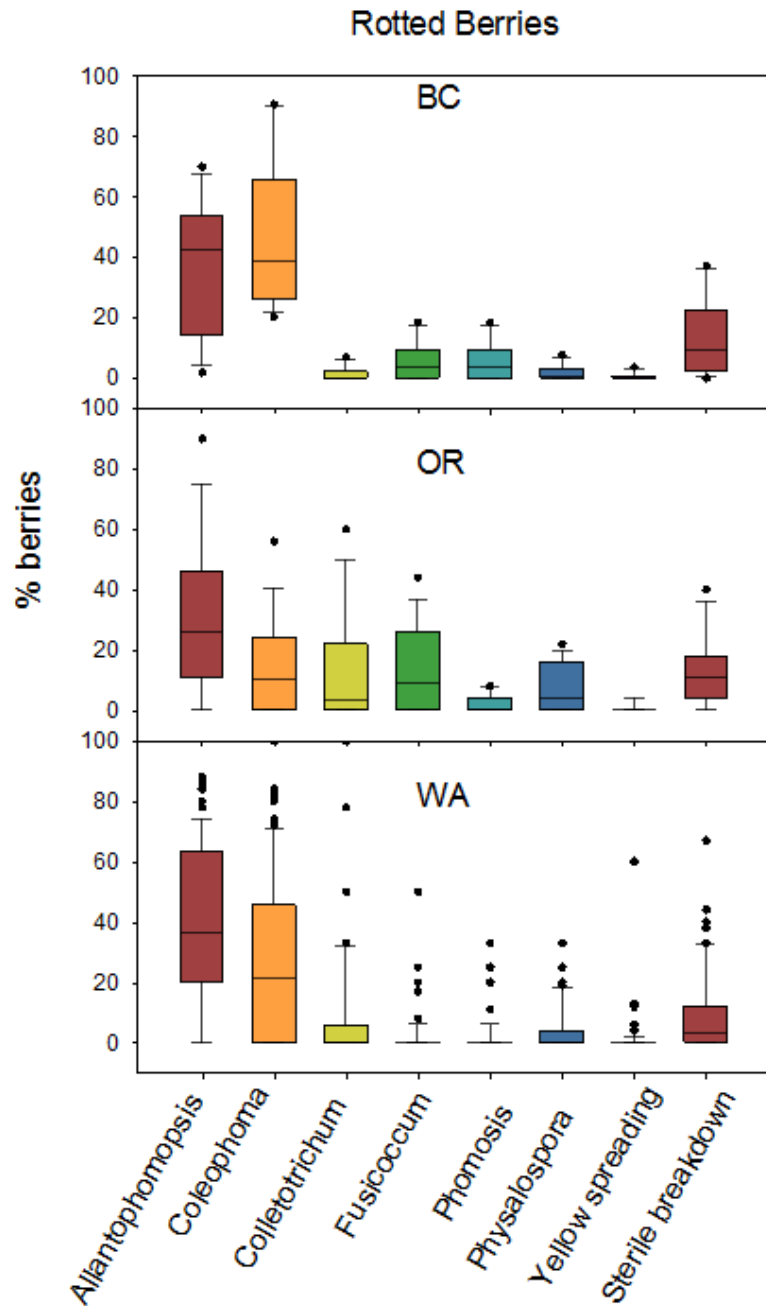 Rotted Berries
% berries
BC
100
80
60
40
20
0
OR
100
80
60
40
20
0
WA
100
80
60
40
20
0
Allantophomopsis
Coleophoma
Colletotrichum
Fusicoccum
Phomosis
Physalospora
Yellow spreading
Sterile breakdown